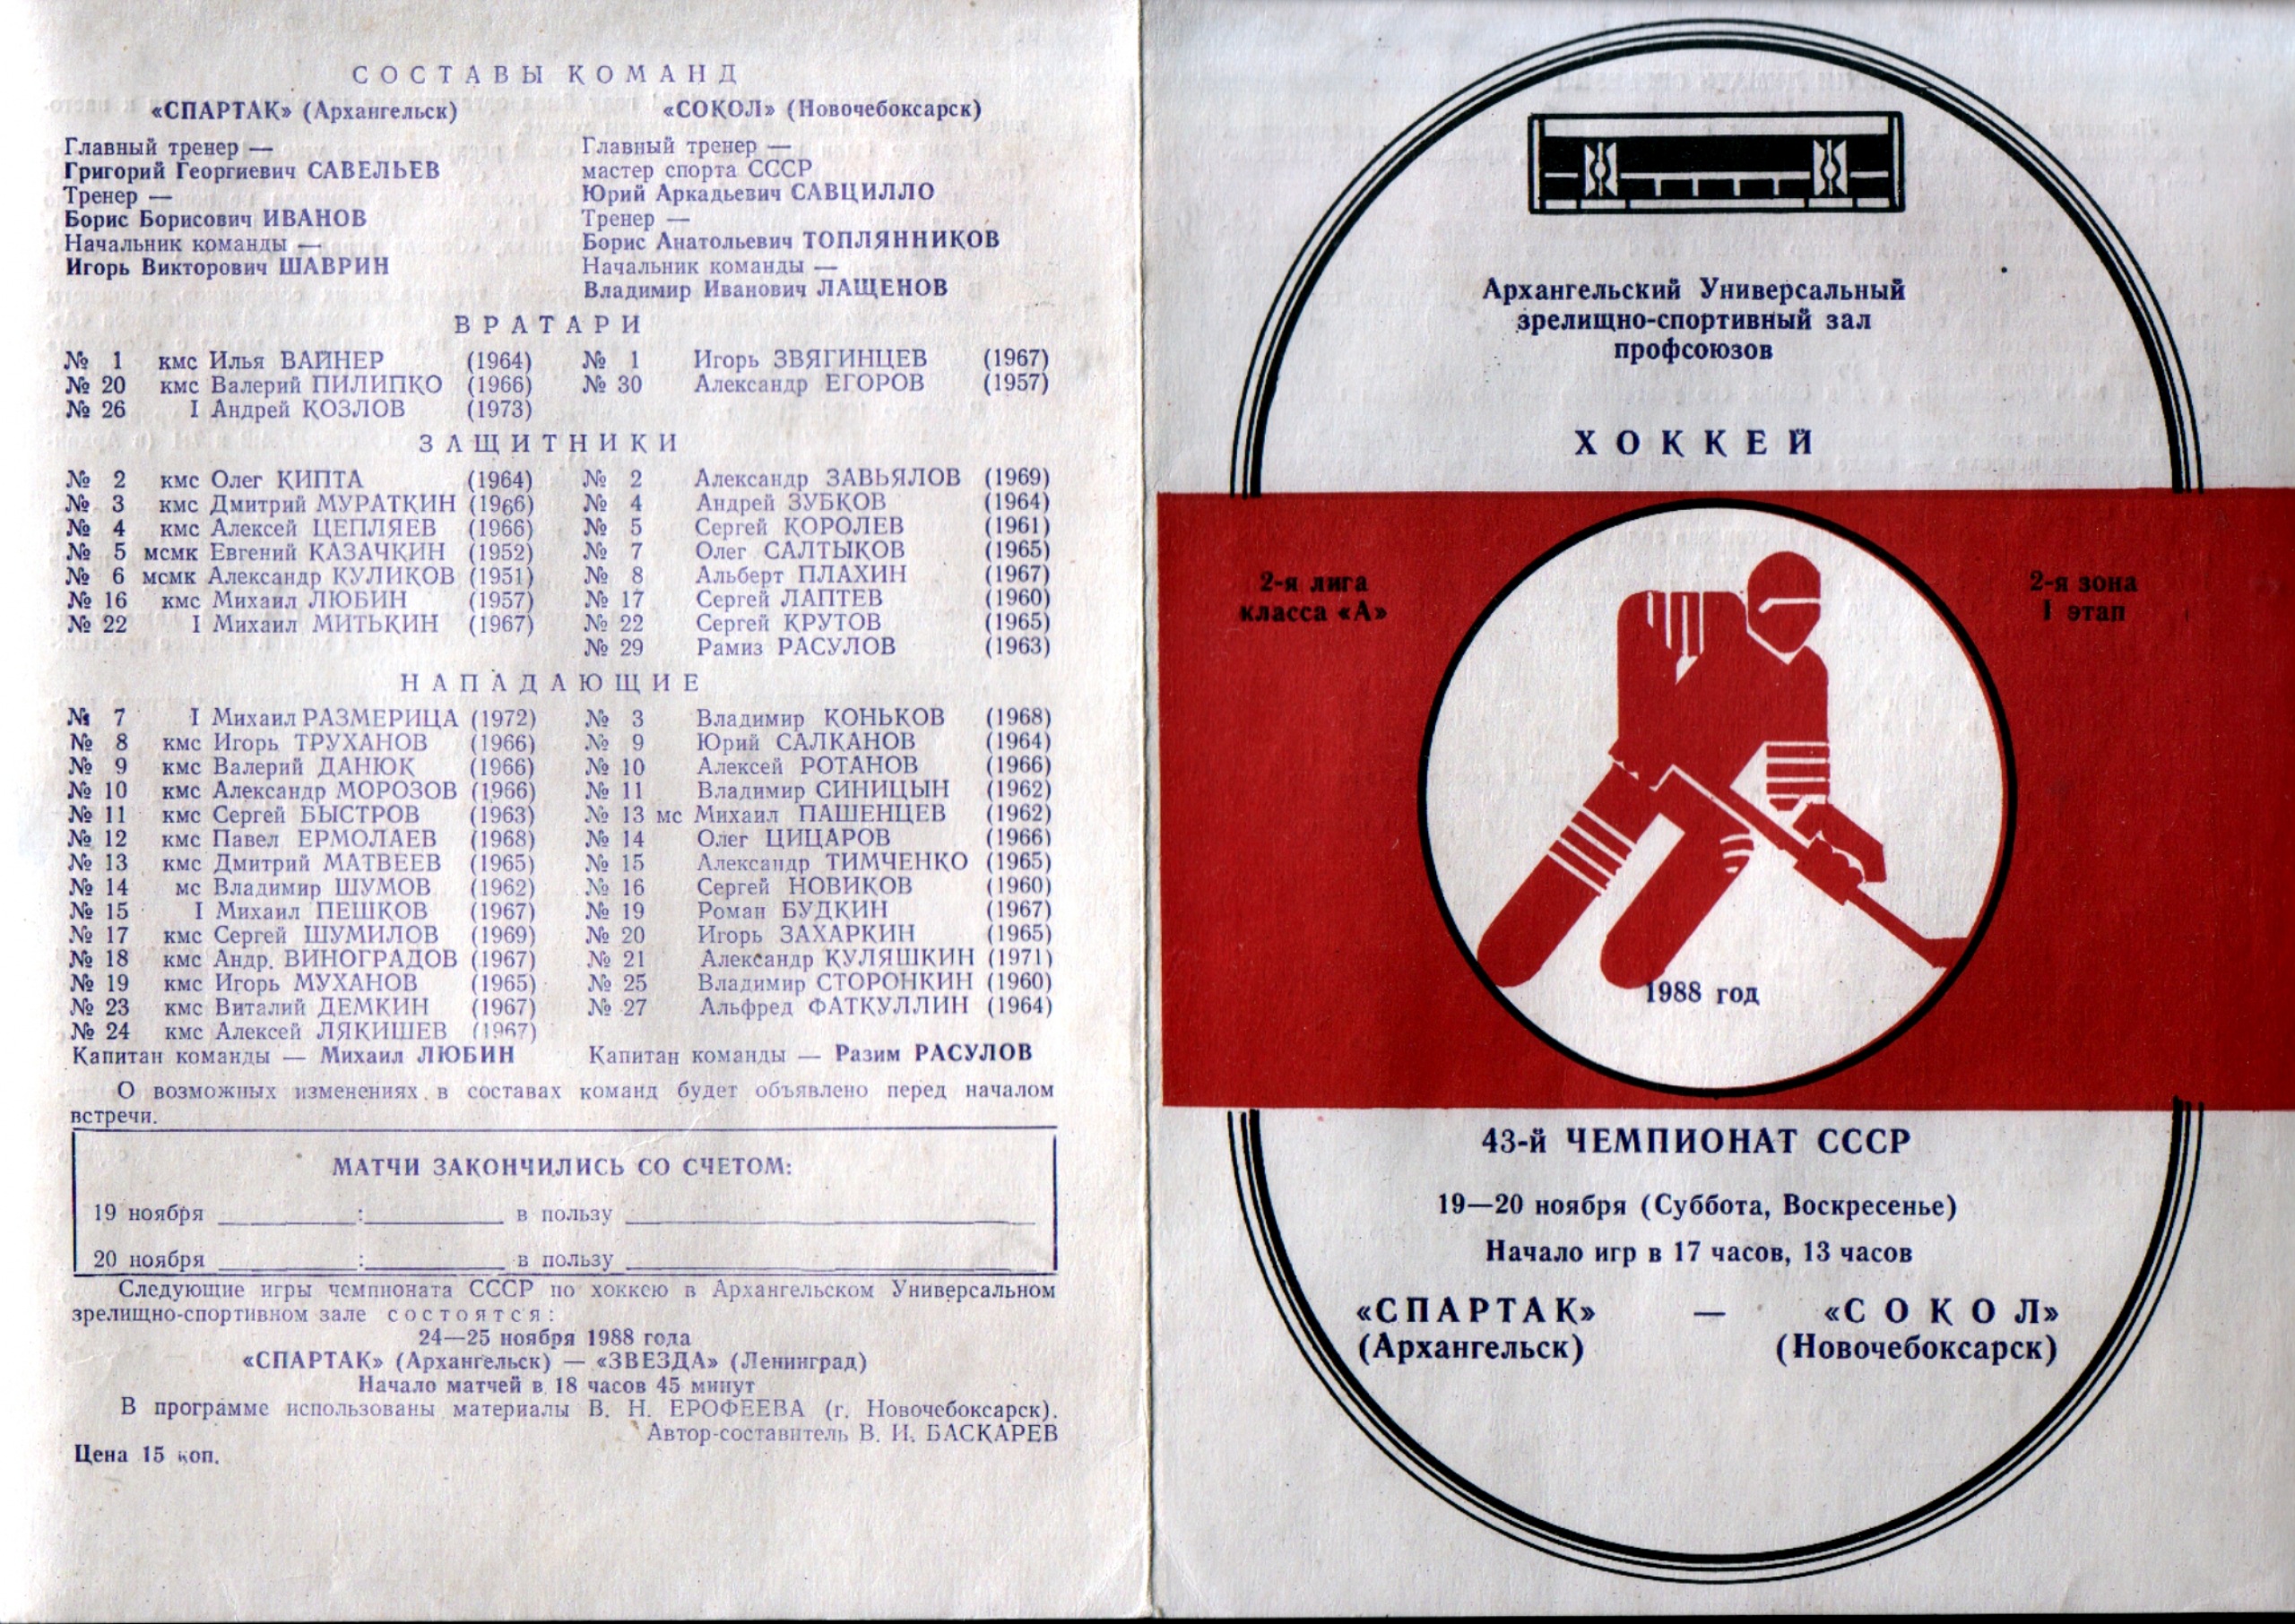 СОСТАВЫ КОМАНД
«СПАРТАК» (Архангельск)
Главный тренер —
Григорий Георгиевич САВЕЛЬЕВ
Тренер —
Борис Борисович ИВАНОВ
Начальник команды —
Игорь Викторович ШАВРИН
«СОКОЛ» (Новочебоксарск)
Главный тренер —
мастер спорта СССР
Юрий Аркадьевич САВЦИЛЛО
Тренер —
Борис Анатольевич ТОПЛЯННИКОВ
Начальник команды —
Владимир Иванович ЛАЩЕНОВ
ВРАТАРИ
№ 1 кмс Илья ВАЙНЕР (1964)
№ 20 кмс Валерий ПИЛИПКО (1966)
№ 26 I Андрей КОЗЛОВ (1973)
№ 1 Игорь ЗВЯГИНЦЕВ (1967)
№ 30 Александр ЕГОРОВ (1957)
ЗАЩИТНИКИ
№ 2 кмс Олег КИПТА (1964)
№ 3 кмс Дмитрий МУРАТКИН (1966)
№ 4 кмс Алексей ЦЕПЛЯЕВ (1966)
№ 5 мсмк Евгений КАЗАЧКИН (1952)
№ 6 мсмк Александр КУЛИКОВ (1951)
№ 16 кмс Михаил ЛЮБИН (1957)
№ 22 I Михаил МИТЬКИН (1967)
№ 2 Александр ЗАВЬЯЛОВ (1969)
№ 4 Андрей ЗУБКОВ (1964)
№ 5 Сергей КОРОЛЕВ (1961)
№ 7 Олег САЛТЫКОВ (1965)
№ 8 Альберт ПЛАХИН (1967)
№ 17 Сергей ЛАПТЕВ (1960)
№ 22 Сергей КРУТОВ (1965)
№ 29 Рамиз РАСУЛОВ (1963)
НАПАДАЮЩИЕ
№ 7 I Михаил РАЗМЕРИЦА (1972)
№ 8 кмс Игорь ТРУХАНОВ (1966)
№ 9 кмс Валерий ДАНЮК (1966)
№ 10 кмс Александр МОРОЗОВ (1966)
№ 11 кмс Сергей БЫСТРОВ (1963)
№ 12 кмс Павел ЕРМОЛАЕВ (1968)
№ 13 кмс Дмитрий МАТВЕЕВ (1965)
№ 14 мс Владимир ШУМОВ (1962)
№ 15 I Михаил ПЕШКОВ (1967)
№ 17 кмс Сергей ШУМИЛОВ (1969)
№ 18 кмс Андр. ВИНОГРАДОВ (1967)
№ 19 кмс Игорь МУХАНОВ (1965)
№ 23 кмс Виталий ДЕМКИН (1967)
№ 24 кмс Алексей ЛЯКИШЕВ (1967)
Капитан команды — Михаил ЛЮБИН
№ 3 Владимир КОНЬКОВ (1968)
№ 9 Юрий САЛКАНОВ (1964)
№ 10 Алексей РОТАНОВ (1966)
№ 11 Владимир СИНИЦЫН (1962)
№ 13 мс Михаил ПАШЕНЦЕВ (1962)
№ 14 Олег ЦИЦАРОВ (1966)
№ 15 Александр ТИМЧЕНКО (1965)
№ 16 Сергей НОВИКОВ (1960)
№ 19 Роман БУДКИН (1967)
№ 20 Игорь ЗАХАРКИН (1965)
№ 21 Александр КУЛЯШКИН (1971)
№ 25 Владимир СТОРОНКИН (1960)
№ 27 Альфред ФАТКУЛЛИН (1964)
Капитан команды — Разим РАСУЛОВ
О возможных изменениях в составах команд будет объявлено перед началом
встречи.
МАТЧИ ЗАКОНЧИЛИСЬ СО СЧЕТОМ:
19 ноября ________:________ в пользу ________________
20 ноября ________:________ в пользу ________________
Следующие игры чемпионата СССР по хоккею в Архангельском Универсальном
зрелищно-спортивном зале состоятся:
24—25 ноября 1988 года
«СПАРТАК» (Архангельск) — «ЗВЕЗДА» (Ленинград)
Начало матчей в 18 часов 45 минут
В программе использованы материалы В. Н. ЕРОФЕЕВА (г. Новочебоксарск).
Автор-составитель В. И. БАСКАРЕВ
Цена 15 коп.
Архангельский Универсальный
зрелищно-спортивный зал
профсоюзов
ХОККЕЙ
2-я лига
класса «А»
2-я зона
I этап
1988 год
43-й ЧЕМПИОНАТ СССР
19—20 ноября (Суббота, Воскресенье)
Начало игр в 17 часов, 13 часов
«СПАРТАК» — «СОКОЛ»
(Архангельск) (Новочебоксарск)